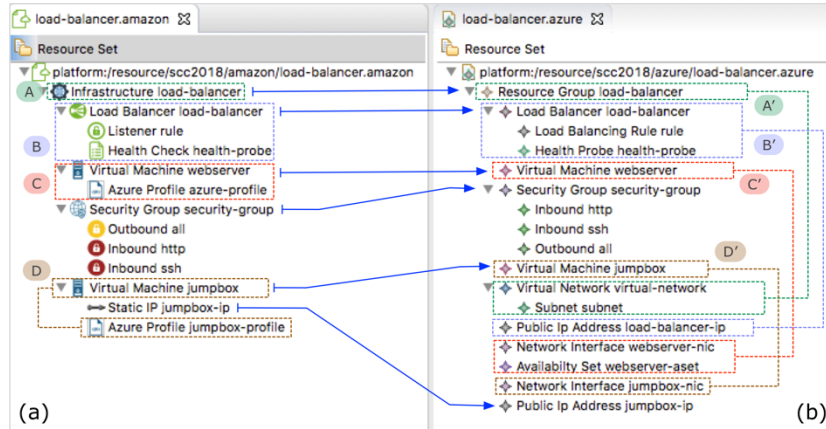 load-balancer.amazon
Resource Set
platform:/resource/scc2018/amazon/load-balancer.amazon
A
Infrastructure load-balancer
Load Balancer load-balancer
Listener rule
B
Health Check health-probe
Virtual Machine webserver
C
Azure Profile azure-profile
Security Group security-group
Outbound all
Inbound http
D
Inbound ssh
Virtual Machine jumpbox
Static IP jumpbox-ip
Azure Profile jumpbox-profile
(a)
load-balancer.azure
Resource Set
platform:/resource/scc2018/azure/load-balancer.azure
Resource Group load-balancer
A′
Load Balancer load-balancer
Load Balancing Rule rule
B′
Health Probe health-probe
Virtual Machine webserver
C′
Security Group security-group
Inbound http
Inbound ssh
Outbound all
D′
Virtual Machine jumpbox
Virtual Network virtual-network
Subnet subnet
Public Ip Address load-balancer-ip
Network Interface webserver-nic
Availabilty Set webserver-aset
Network Interface jumpbox-nic
Public Ip Address jumpbox-ip
(b)